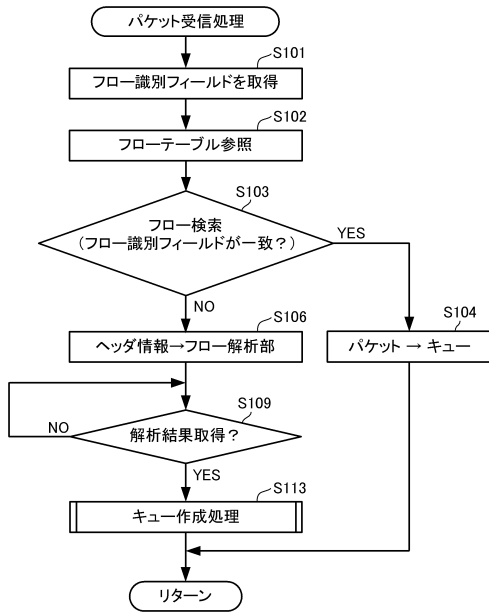 パケット受信処理
S101
フロー識別フィールドを取得
S102
フローテーブル参照
S103
フロー検索
(フロー識別フィールドが一致?)
YES
NO
S106
ヘッダ情報→フロー解析部
S104
パケット → キュー
S109
解析結果取得?
NO
YES
S113
キュー作成処理
リターン